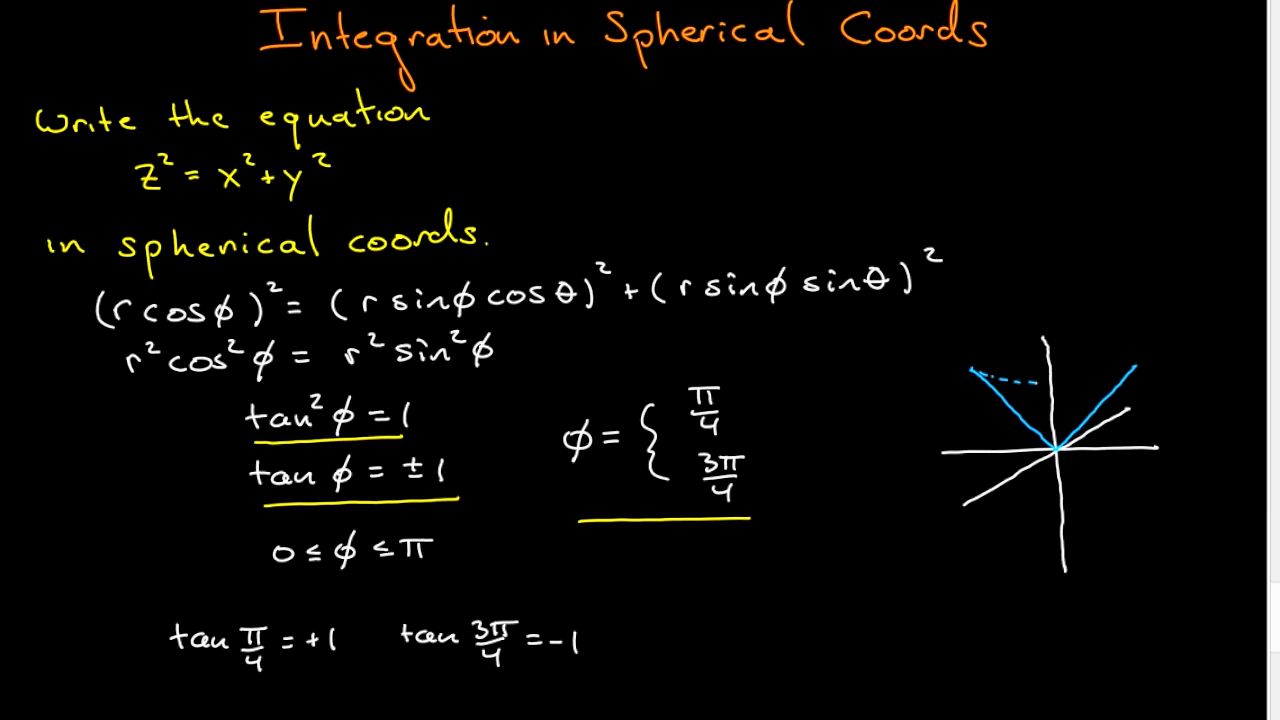 Integration in Spherical Coords
Write the equation
z² = x² + y²
in spherical coords.
(r cos ϕ)² = (r sin ϕ cos θ)² + (r sin ϕ sin θ)²
r² cos² ϕ = r² sin² ϕ
tan² ϕ = 1
tan ϕ = ± 1
ϕ = { π/4
3π/4
0 ≤ ϕ ≤ π
tan π/4 = +1 tan 3π/4 = -1